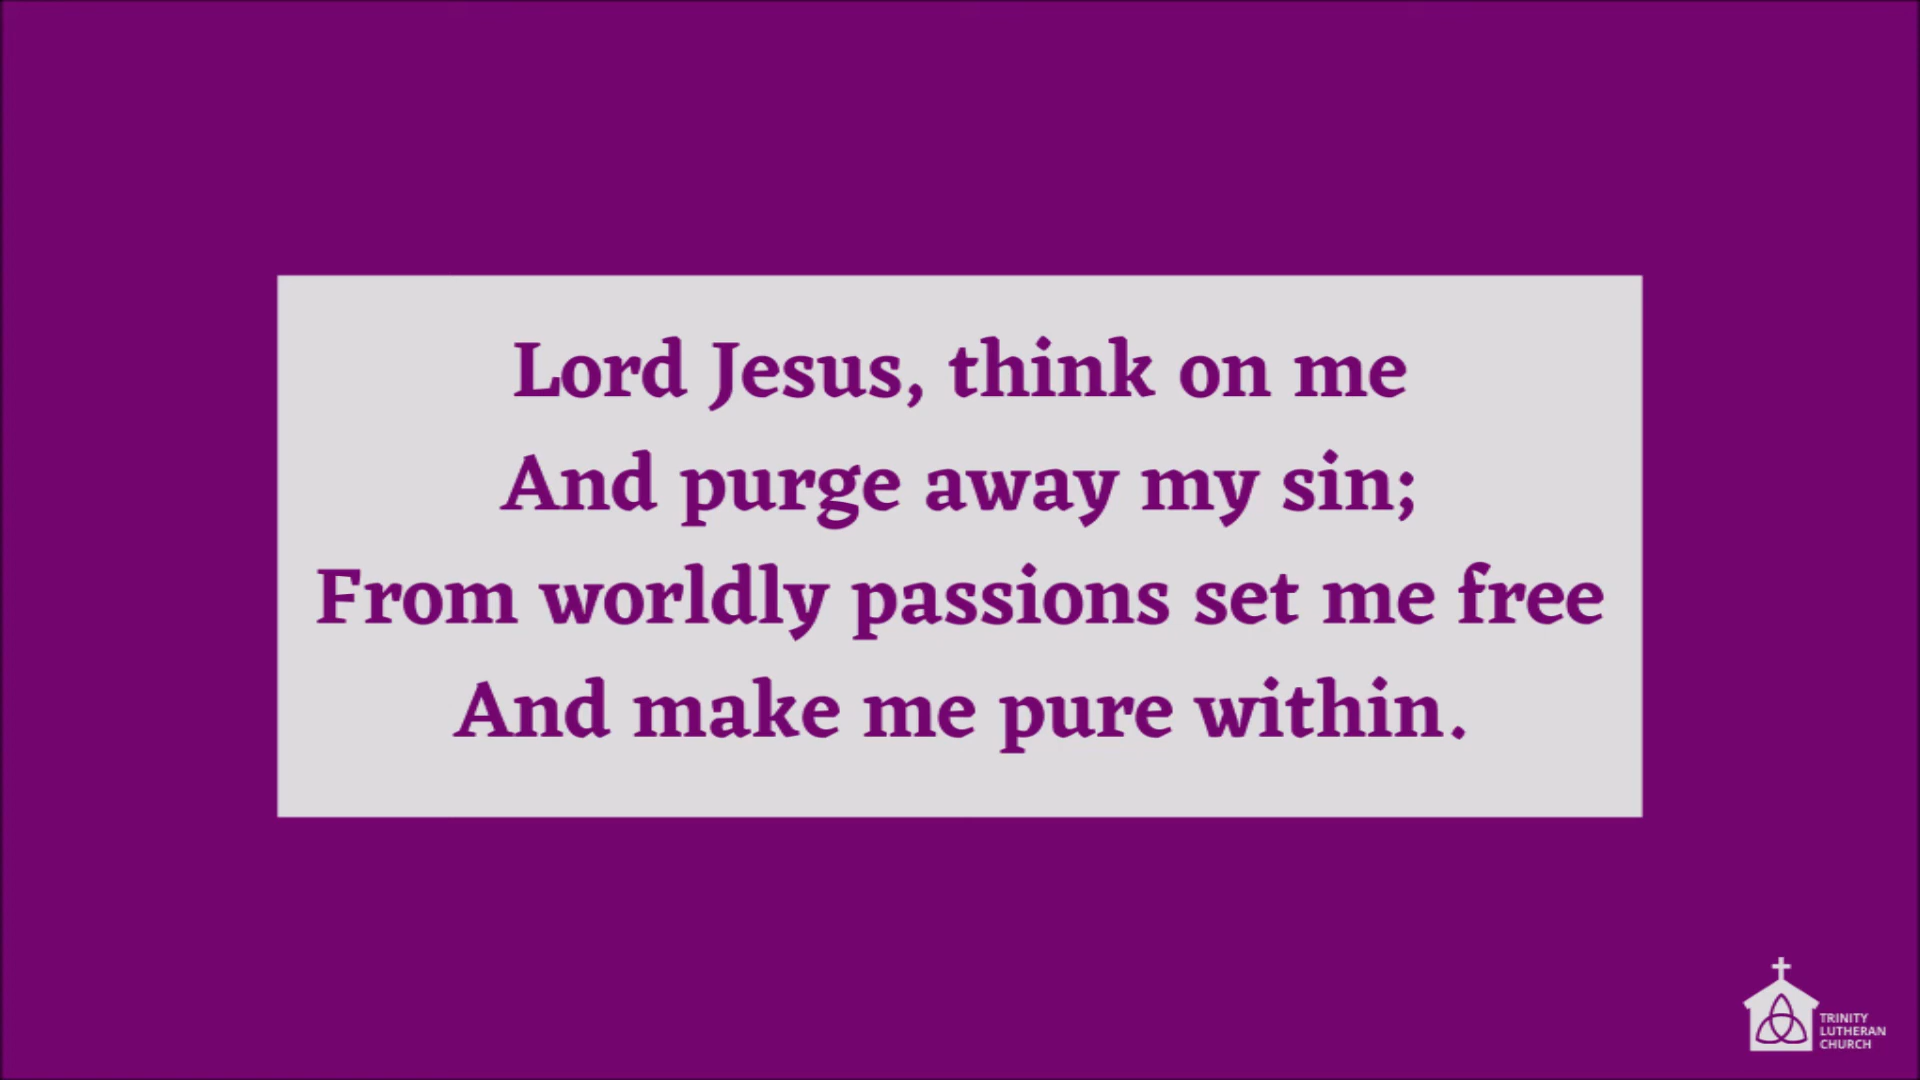 Lord Jesus, think on me
And purge away my sin;
From worldly passions set me free
And make me pure within.
TRINITY
LUTHERAN
CHURCH